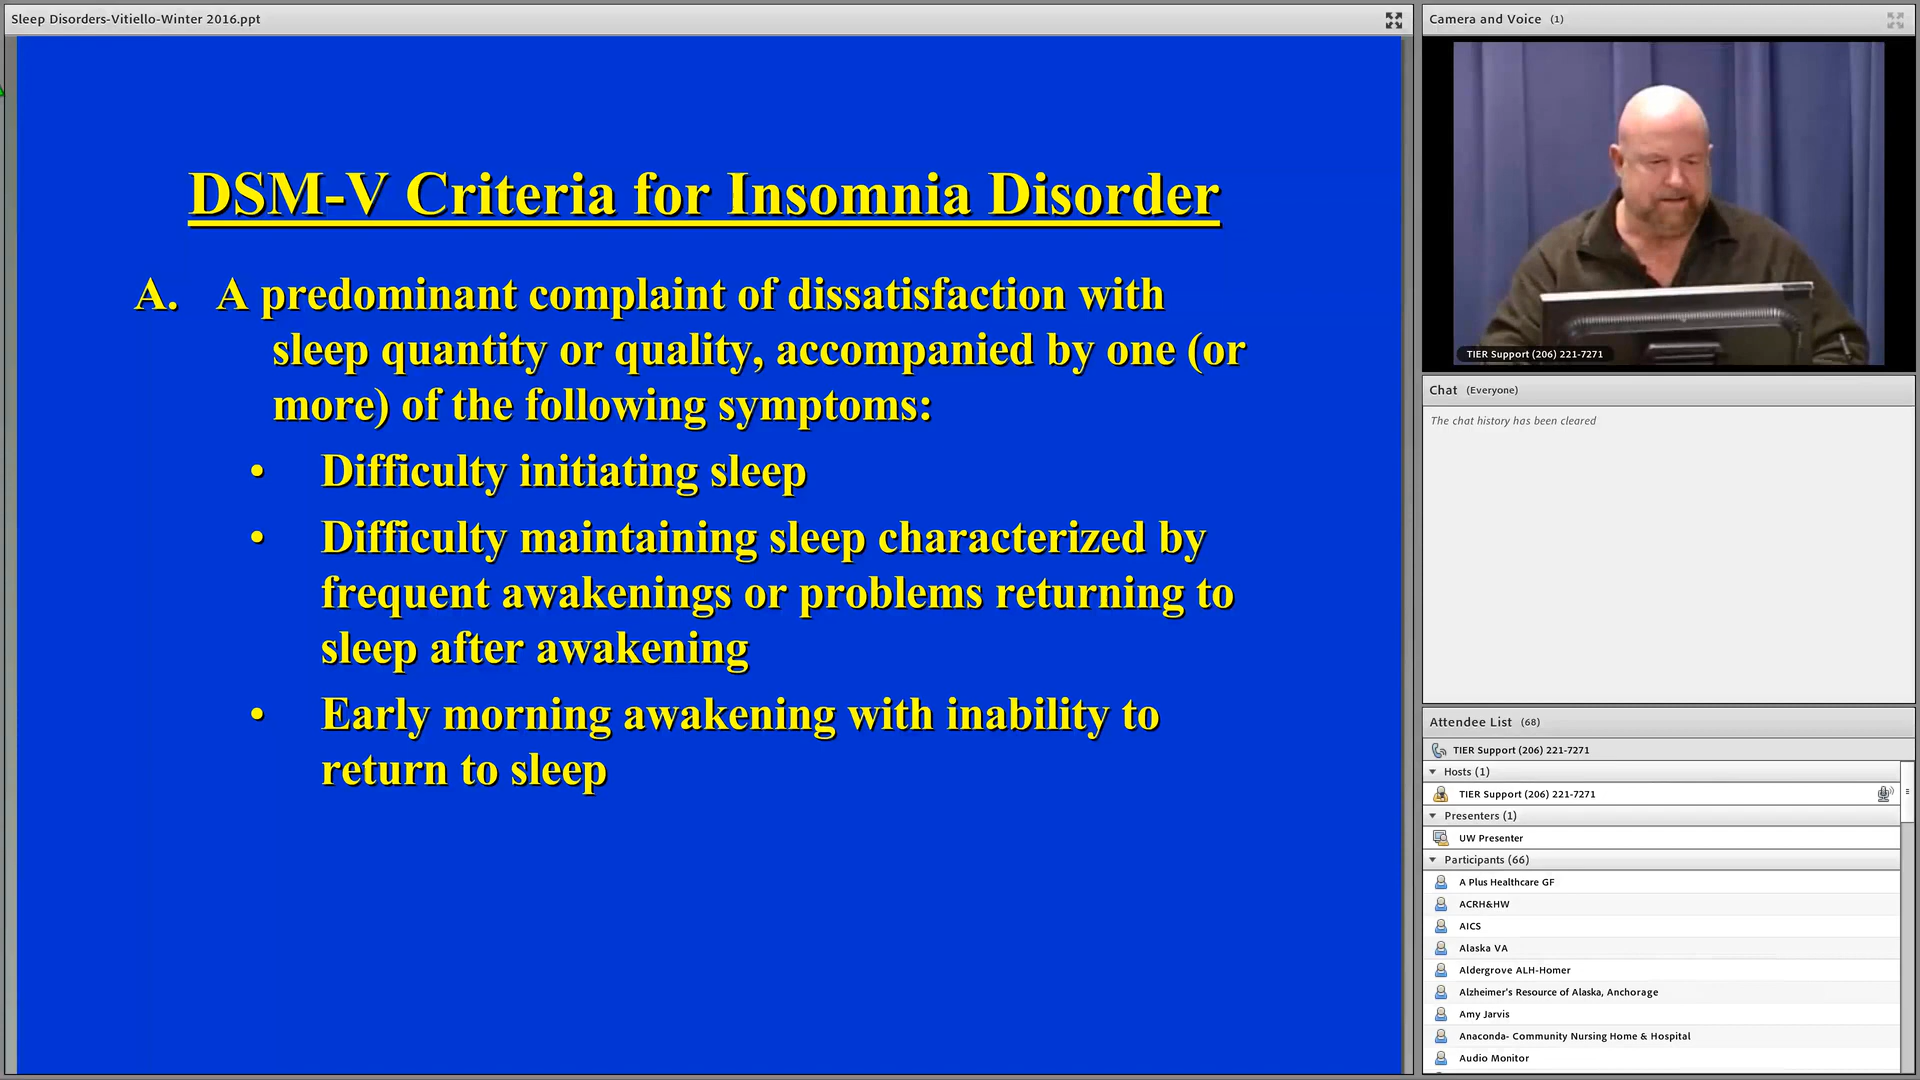 Sleep Disorders-Vitiello-Winter 2016.ppt
DSM-V Criteria for Insomnia Disorder
A. A predominant complaint of dissatisfaction with
sleep quantity or quality, accompanied by one (or
more) of the following symptoms:
• Difficulty initiating sleep
• Difficulty maintaining sleep characterized by
frequent awakenings or problems returning to
sleep after awakening
• Early morning awakening with inability to
return to sleep
Camera and Voice (1)
TIER Support (206) 221-7271
Chat (Everyone)
The chat history has been cleared
Attendee List (68)
TIER Support (206) 221-7271
Hosts (1)
TIER Support (206) 221-7271
Presenters (1)
UW Presenter
Participants (66)
A Plus Healthcare GF
ACRH&HW
AICS
Alaska VA
Aldergrove ALH-Homer
Alzheimer's Resource of Alaska, Anchorage
Amy Jarvis
Anaconda- Community Nursing Home & Hospital
Audio Monitor